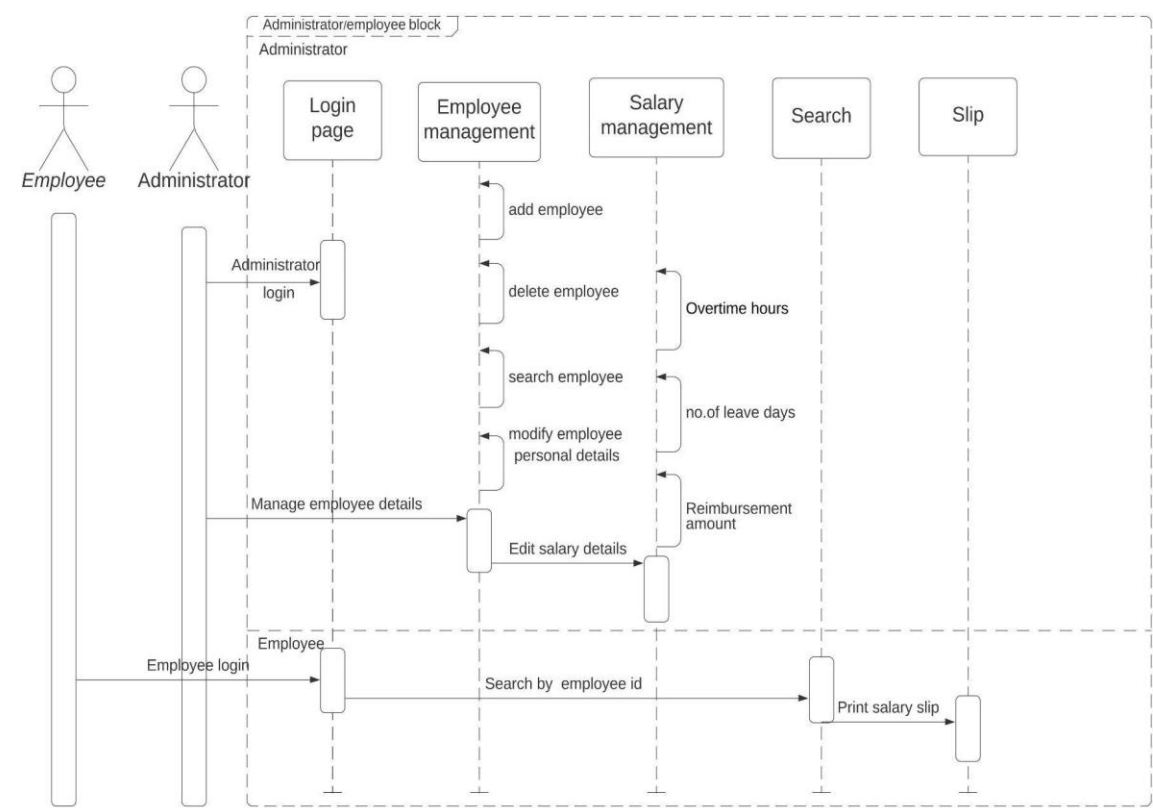 Administrator/employee block
Administrator
Login
page
Employee
management
Salary
management
Search
Slip
Employee
Administrator
add employee
Administrator
login
delete employee
Overtime hours
search employee
no.of leave days
modify employee
personal details
Manage employee details
Reimbursement
amount
Edit salary details
Employee
Employee login
Search by employee id
Print salary slip